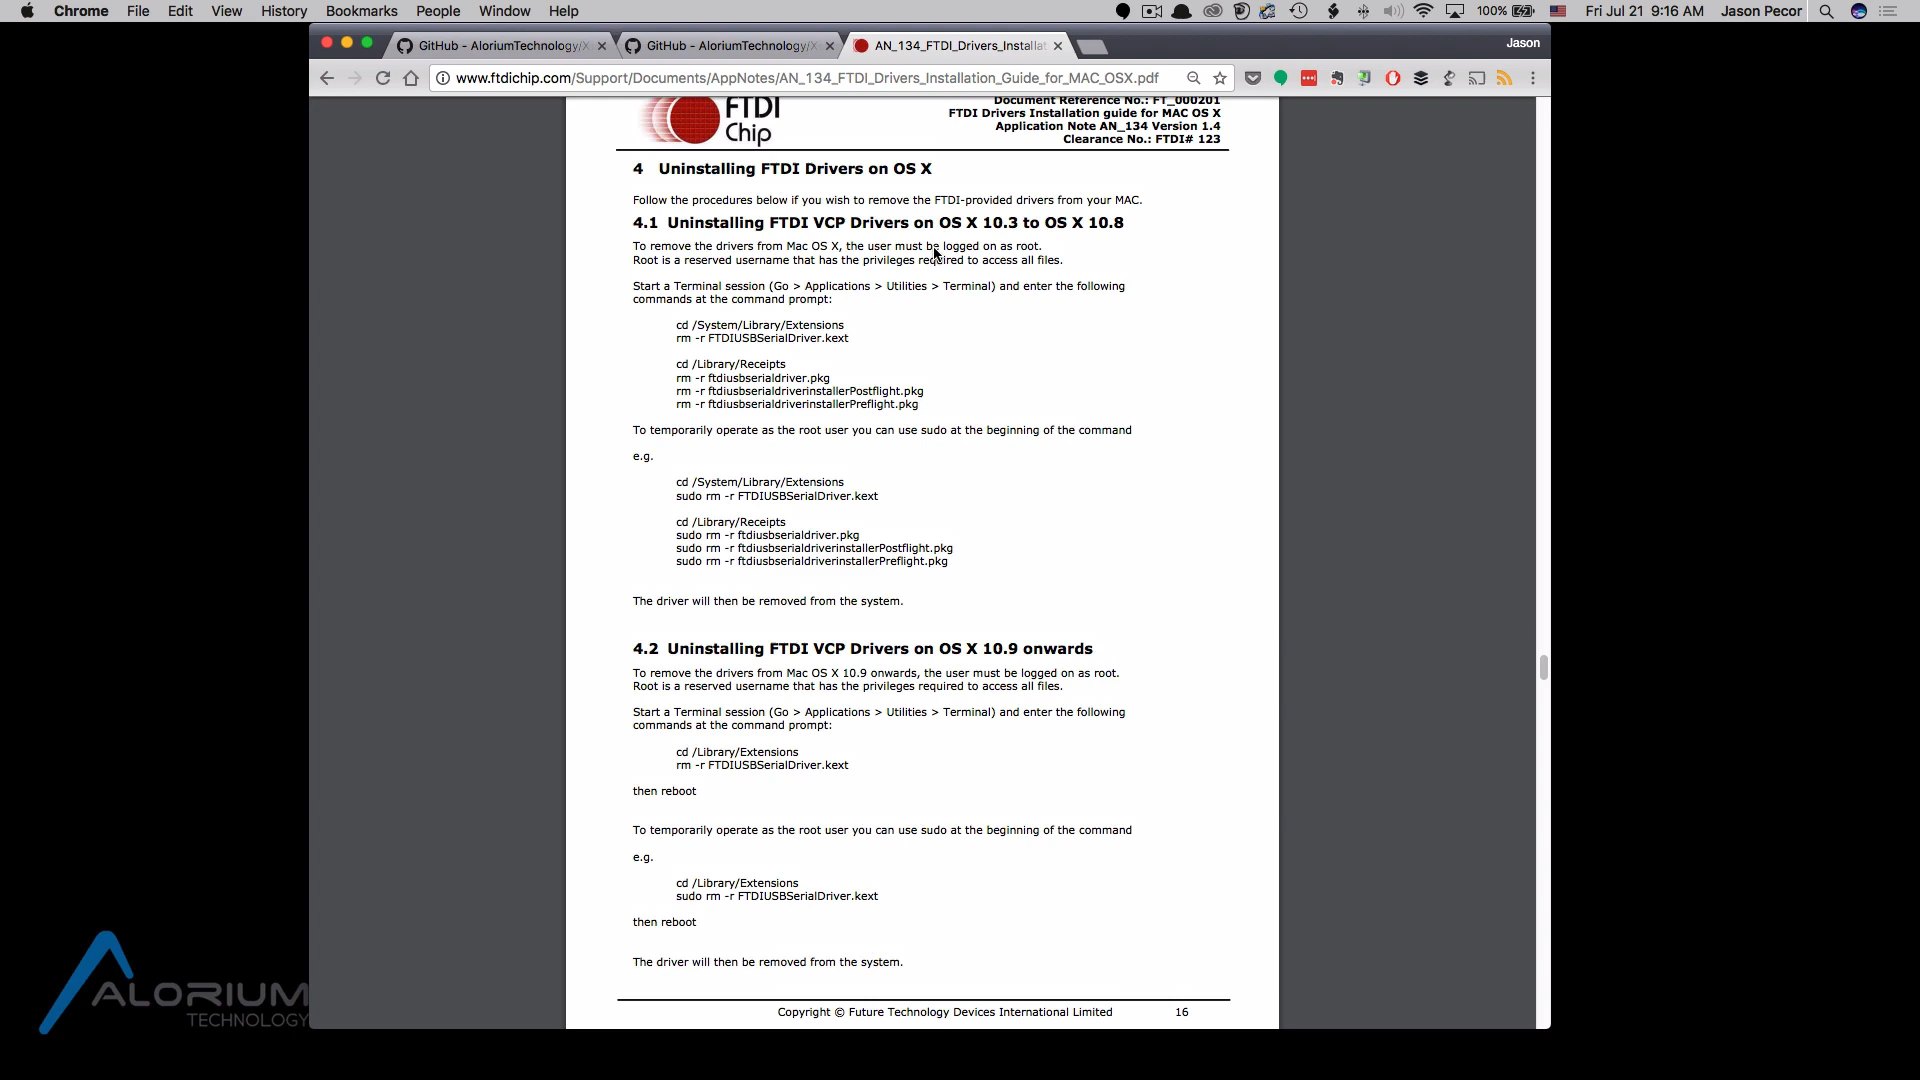 Chrome File Edit View History Bookmarks People Window Help 100% Fri Jul 21 9:16 AM Jason Pecor
GitHub - AloriumTechnology/X GitHub - AloriumTechnology/X AN_134_FTDI_Drivers_Installat Jason
www.ftdichip.com/Support/Documents/AppNotes/AN_134_FTDI_Drivers_Installation_Guide_for_MAC_OSX.pdf
FTDI
Chip
Document Reference No.: FT_000201
FTDI Drivers Installation guide for MAC OS X
Application Note AN_134 Version 1.4
Clearance No.: FTDI# 123
4 Uninstalling FTDI Drivers on OS X
Follow the procedures below if you wish to remove the FTDI-provided drivers from your MAC.
4.1 Uninstalling FTDI VCP Drivers on OS X 10.3 to OS X 10.8
To remove the drivers from Mac OS X, the user must be logged on as root.
Root is a reserved username that has the privileges required to access all files.
Start a Terminal session (Go > Applications > Utilities > Terminal) and enter the following
commands at the command prompt:
cd /System/Library/Extensions
rm -r FTDIUSBSerialDriver.kext
cd /Library/Receipts
rm -r ftdiusbserialdriver.pkg
rm -r ftdiusbserialdriverinstallerPostflight.pkg
rm -r ftdiusbserialdriverinstallerPreflight.pkg
To temporarily operate as the root user you can use sudo at the beginning of the command
e.g.
cd /System/Library/Extensions
sudo rm -r FTDIUSBSerialDriver.kext
cd /Library/Receipts
sudo rm -r ftdiusbserialdriver.pkg
sudo rm -r ftdiusbserialdriverinstallerPostflight.pkg
sudo rm -r ftdiusbserialdriverinstallerPreflight.pkg
The driver will then be removed from the system.
4.2 Uninstalling FTDI VCP Drivers on OS X 10.9 onwards
To remove the drivers from Mac OS X 10.9 onwards, the user must be logged on as root.
Root is a reserved username that has the privileges required to access all files.
Start a Terminal session (Go > Applications > Utilities > Terminal) and enter the following
commands at the command prompt:
cd /Library/Extensions
rm -r FTDIUSBSerialDriver.kext
then reboot
To temporarily operate as the root user you can use sudo at the beginning of the command
e.g.
cd /Library/Extensions
sudo rm -r FTDIUSBSerialDriver.kext
then reboot
The driver will then be removed from the system.
Copyright © Future Technology Devices International Limited 16
ALORIUM
TECHNOLOGY